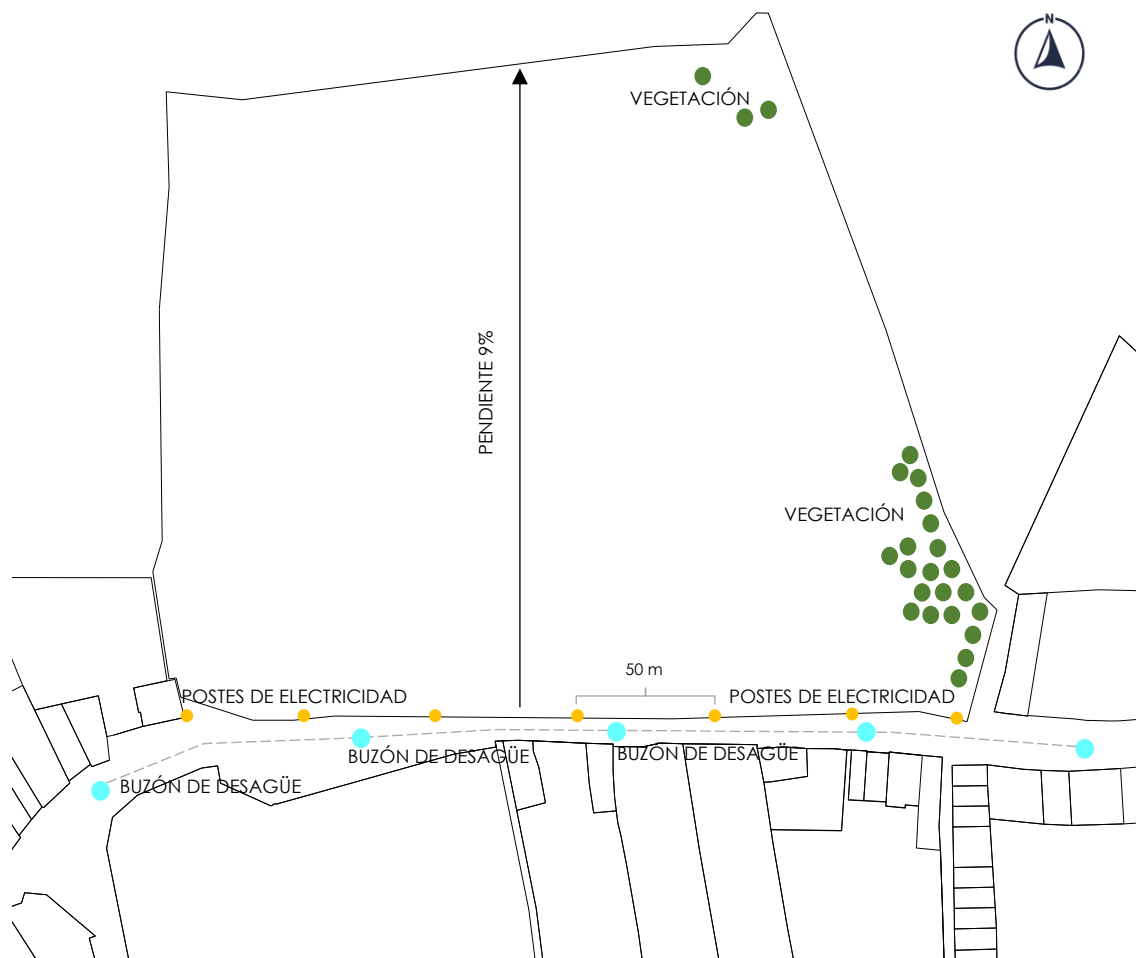 N
VEGETACIÓN
PENDIENTE 9%
VEGETACIÓN
50 m
POSTES DE ELECTRICIDAD
POSTES DE ELECTRICIDAD
BUZÓN DE DESAGÜE
BUZÓN DE DESAGÜE
BUZÓN DE DESAGÜE